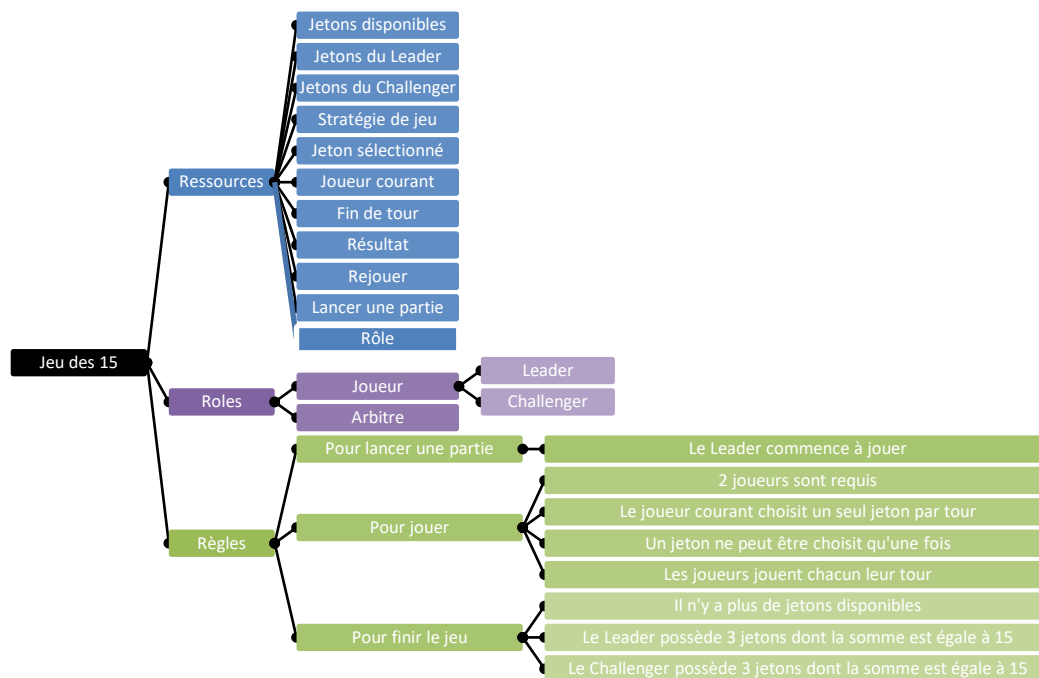 Jetons disponibles
Jetons du Leader
Jetons du Challenger
Stratégie de jeu
Jeton sélectionné
Ressources
Joueur courant
Fin de tour
Résultat
Rejouer
Lancer une partie
Rôle
Jeu des 15
Leader
Joueur
Roles
Challenger
Arbitre
Pour lancer une partie
Le Leader commence à jouer
2 joueurs sont requis
Le joueur courant choisit un seul jeton par tour
Pour jouer
Règles
Un jeton ne peut être choisit qu'une fois
Les joueurs jouent chacun leur tour
Il n'y a plus de jetons disponibles
Pour finir le jeu
Le Leader possède 3 jetons dont la somme est égale à 15
Le Challenger possède 3 jetons dont la somme est égale à 15